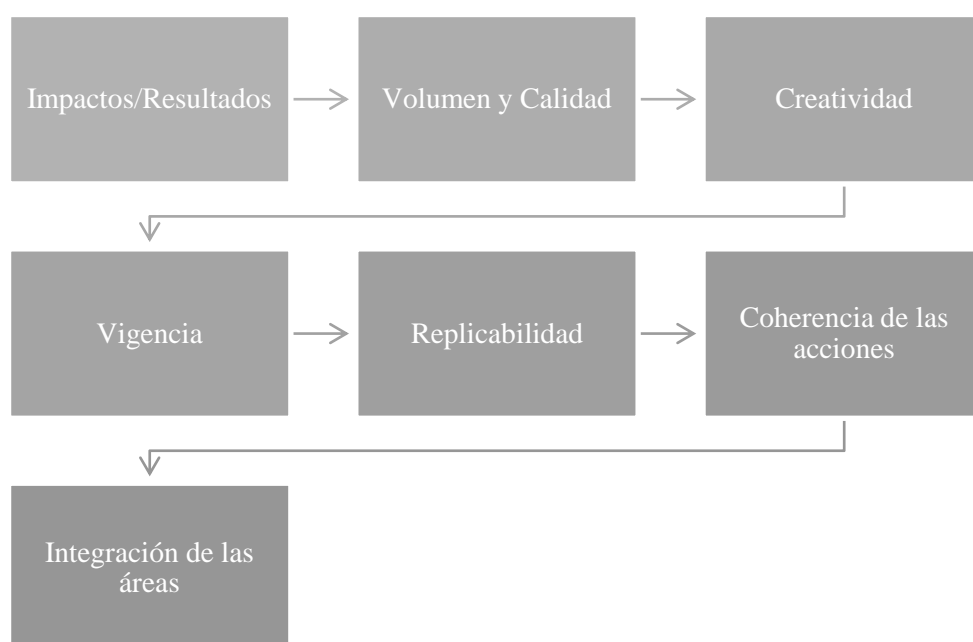 Impactos/Resultados
Volumen y Calidad
Creatividad
Vigencia
Replicabilidad
Coherencia de las
acciones
Integración de las
áreas